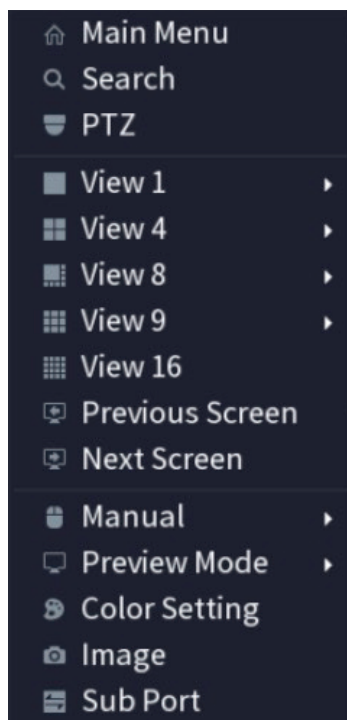 Main Menu
Search
PTZ
View 1
View 4
View 8
View 9
View 16
Previous Screen
Next Screen
Manual
Preview Mode
Color Setting
Image
Sub Port